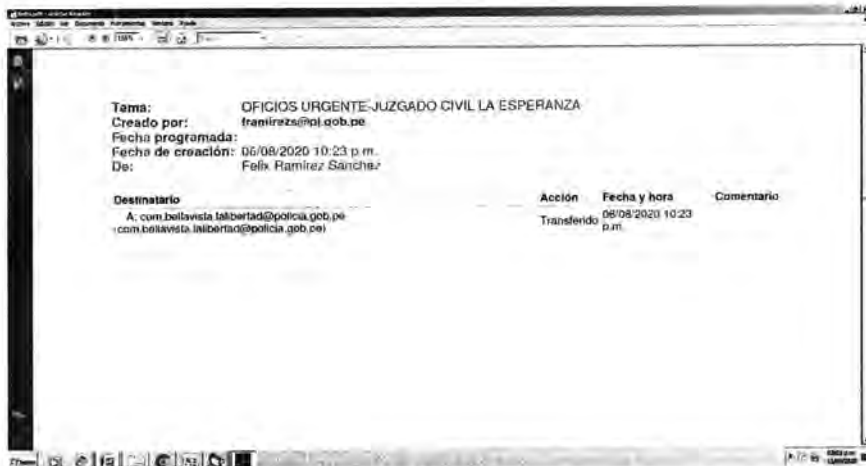 Tema: OFICIOS URGENTE-JUZGADO CIVIL LA ESPERANZA
Creado por: framirezs@pj.gob.pe
Fecha programada:
Fecha de creación: 06/08/2020 10:23 p.m.
De: Felix Ramirez Sanchez
Destinatario Acción Fecha y hora Comentario
A: com.bellavista.lalibertad@policia.gob.pe
(com.bellavista.lalibertad@policia.gob.pe)
Transferido 06/08/2020 10:23
p.m.